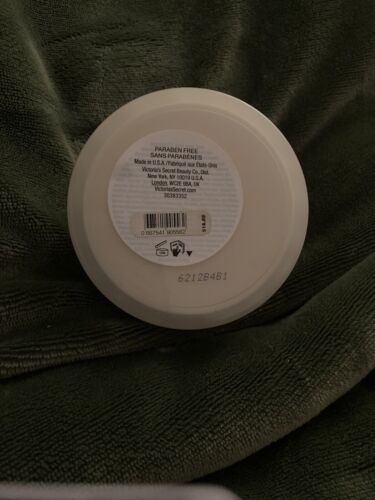 PARABEN FREE
SANS PARABÈNES
Made in U.S.A./Fabriqué aux États-Unis
Victoria's Secret Beauty Co., Dist.
New York, NY 10019 U.S.A.
London, WC2E 9BA, UK
VictoriasSecret.com
30393352
6212B4B1